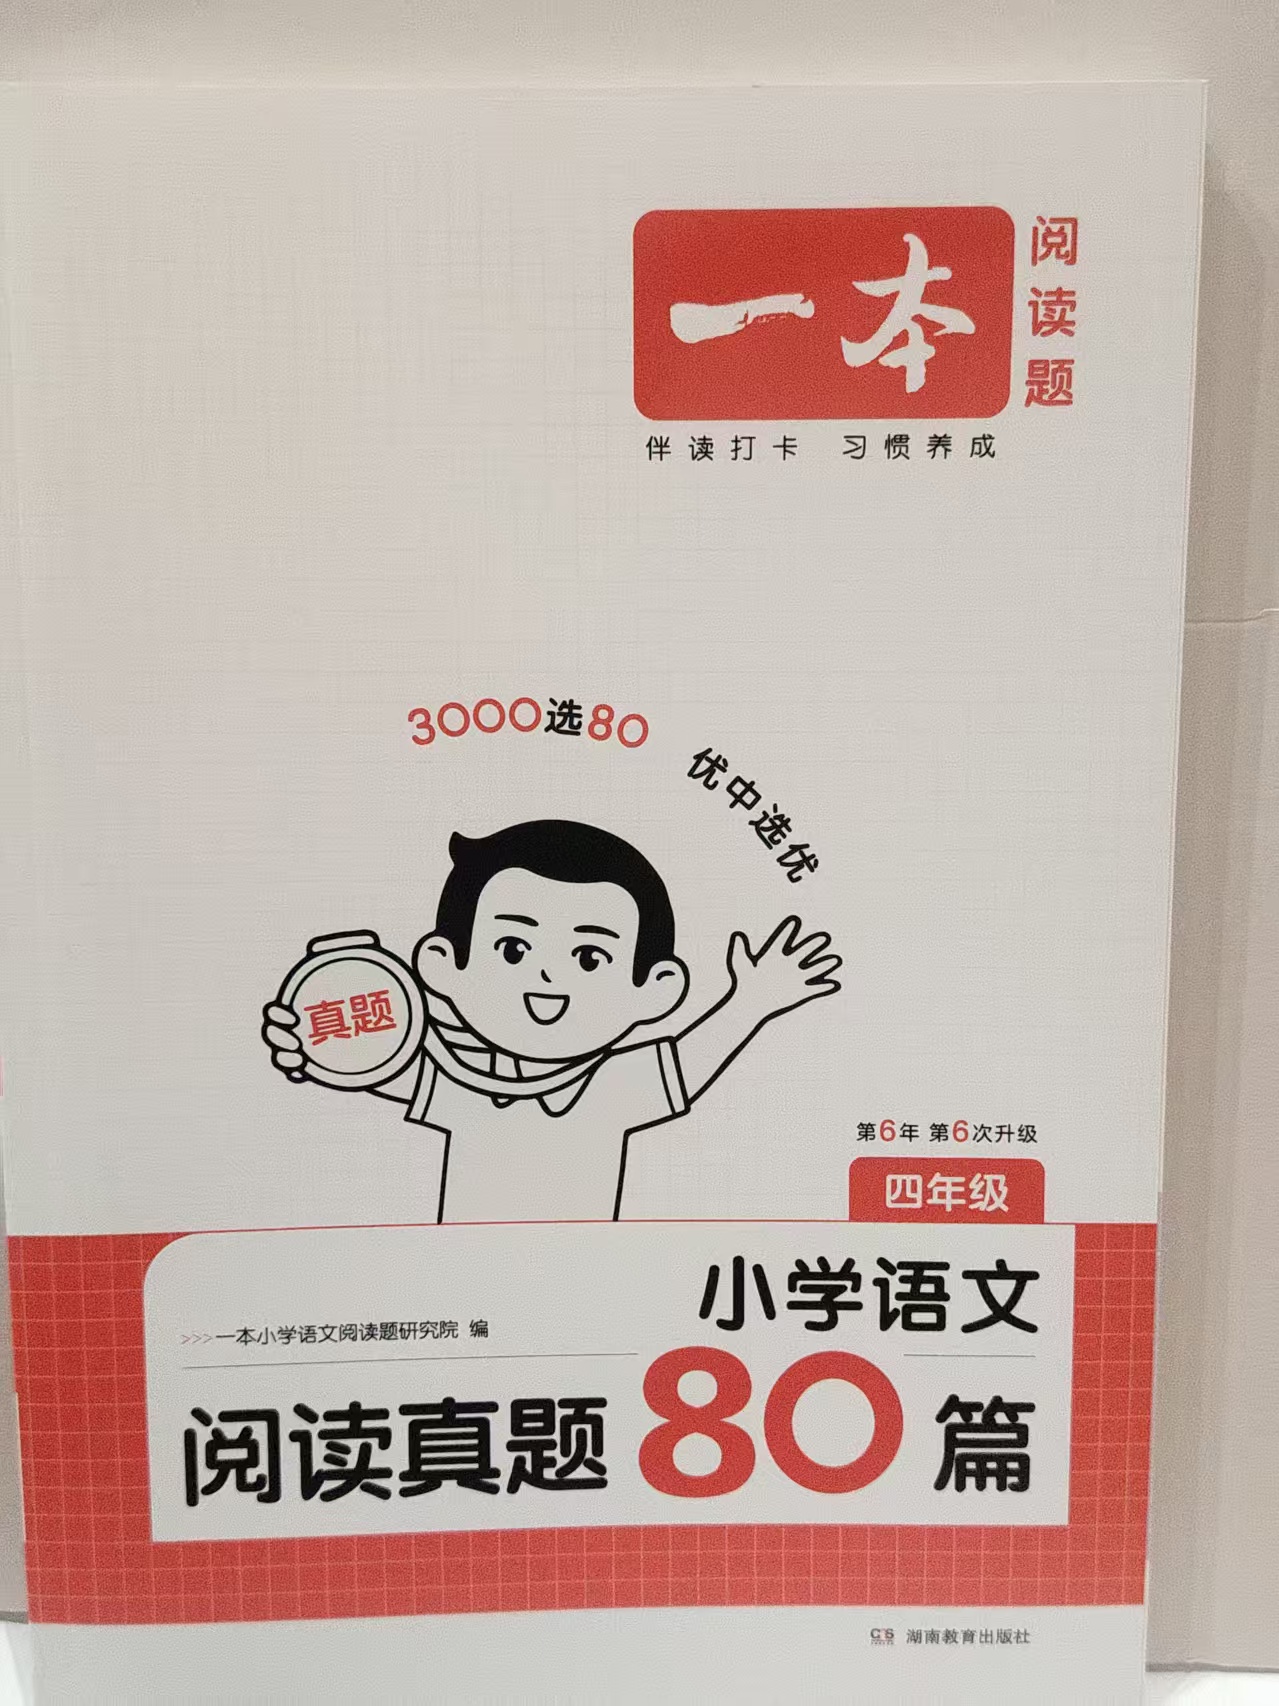 一本
阅读题
伴读打卡 习惯养成
3000选80 优中选优
真题
第6年 第6次升级
四年级
小学语文
>>>一本小学语文阅读题研究院 编
阅读真题80篇
湖南教育出版社